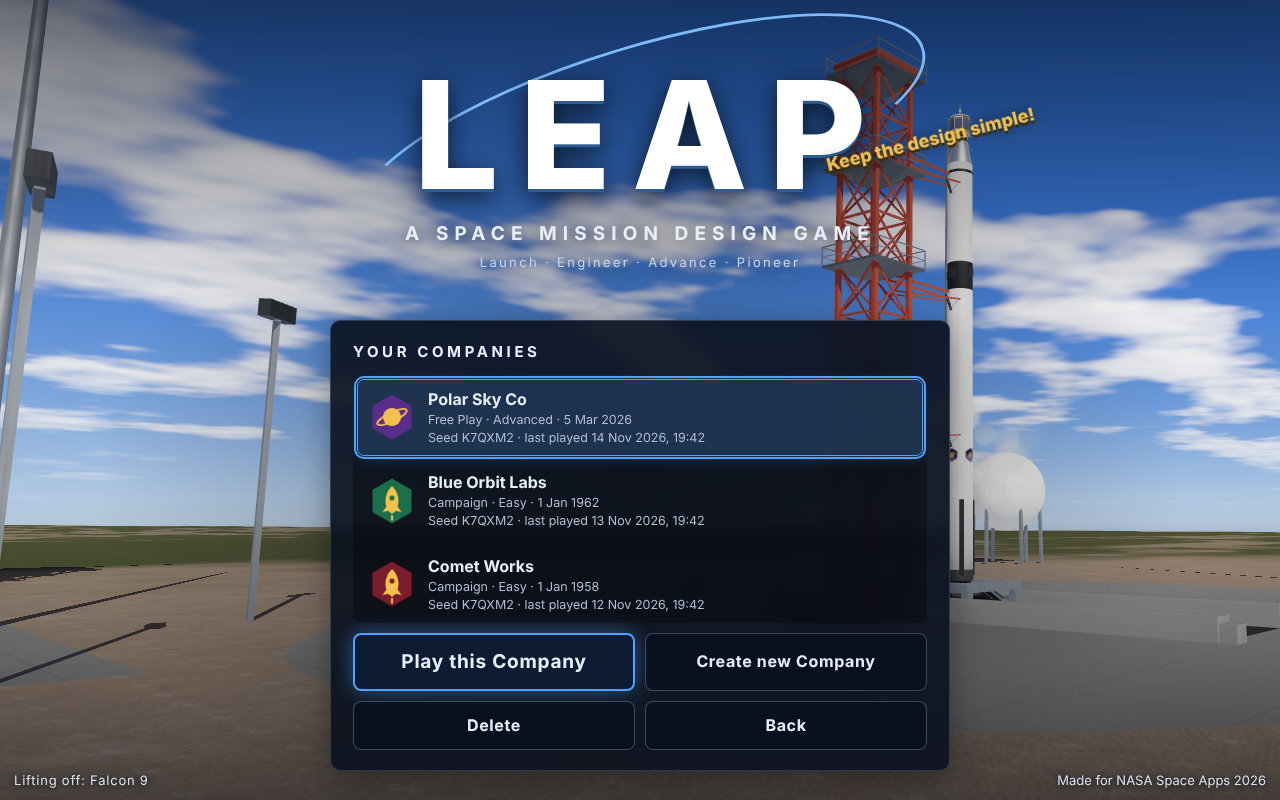 LEAP
Keep the design simple!
A SPACE MISSION DESIGN GAME
Launch · Engineer · Advance · Pioneer
YOUR COMPANIES
Polar Sky Co
Free Play · Advanced · 5 Mar 2026
Seed K7QXM2 · last played 14 Nov 2026, 19:42
Blue Orbit Labs
Campaign · Easy · 1 Jan 1962
Seed K7QXM2 · last played 13 Nov 2026, 19:42
Comet Works
Campaign · Easy · 1 Jan 1958
Seed K7QXM2 · last played 12 Nov 2026, 19:42
Play this Company
Create new Company
Delete
Back
Lifting off: Falcon 9
Made for NASA Space Apps 2026